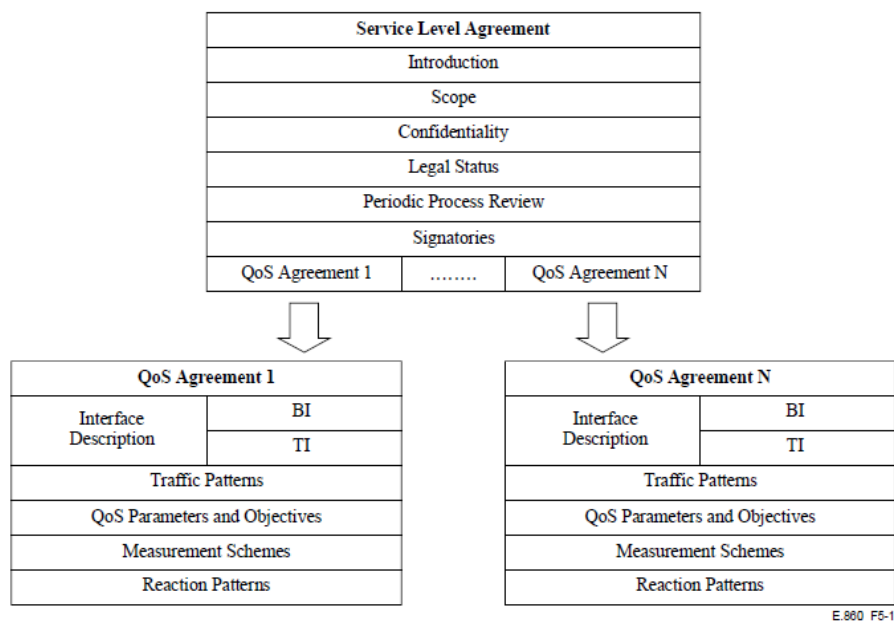 Service Level Agreement
Introduction
Scope
Confidentiality
Legal Status
Periodic Process Review
Signatories
QoS Agreement 1
........
QoS Agreement N
QoS Agreement 1
Interface
Description
BI
TI
Traffic Patterns
QoS Parameters and Objectives
Measurement Schemes
Reaction Patterns
QoS Agreement N
Interface
Description
BI
TI
Traffic Patterns
QoS Parameters and Objectives
Measurement Schemes
Reaction Patterns
E.860_F5-1